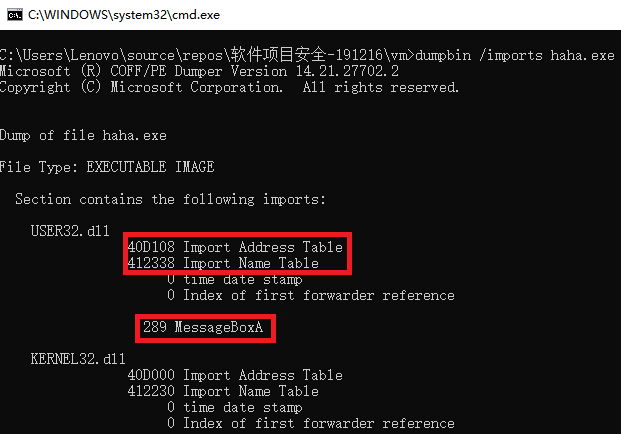 C:\WINDOWS\system32\cmd.exe
C:\Users\Lenovo\source\repos\软件项目安全-191216\vm>dumpbin /imports haha.exe
Microsoft (R) COFF/PE Dumper Version 14.21.27702.2
Copyright (C) Microsoft Corporation.  All rights reserved.
Dump of file haha.exe
File Type: EXECUTABLE IMAGE
Section contains the following imports:
USER32.dll
40D108 Import Address Table
412338 Import Name Table
0 time date stamp
0 Index of first forwarder reference
289 MessageBoxA
KERNEL32.dll
40D000 Import Address Table
412230 Import Name Table
0 time date stamp
0 Index of first forwarder reference